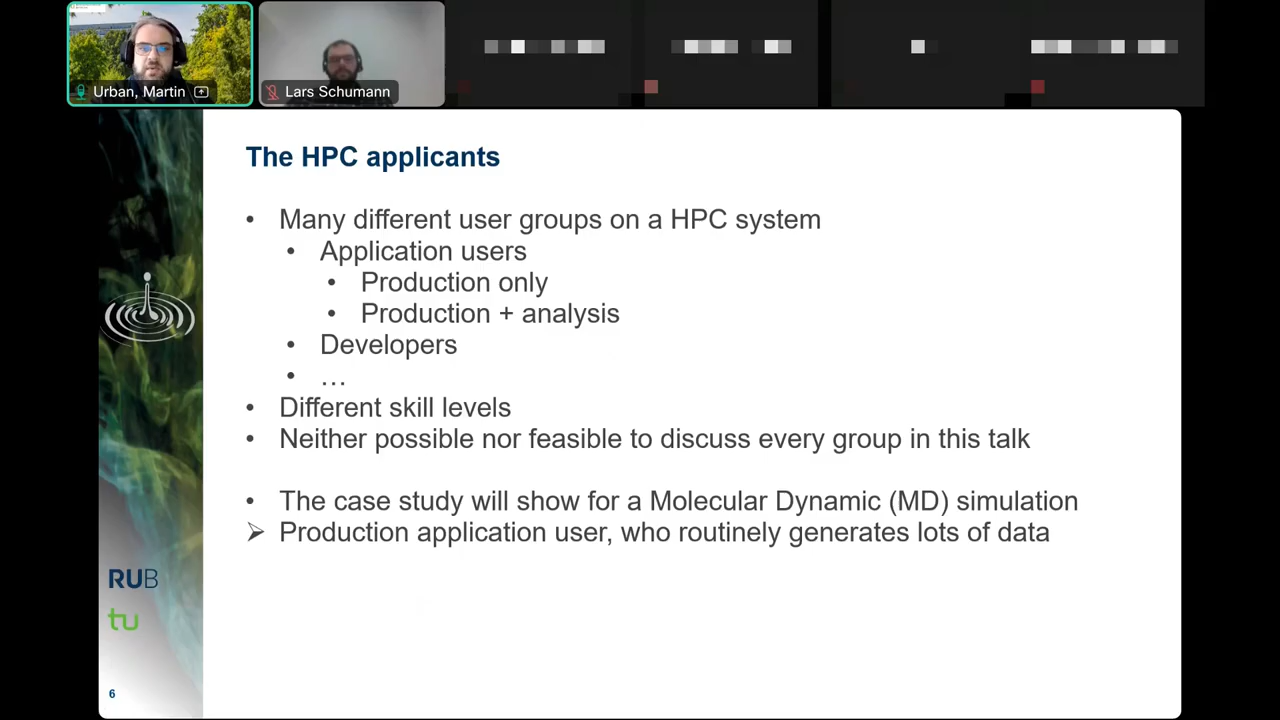 Urban, Martin
Lars Schumann
The HPC applicants
• Many different user groups on a HPC system
• Application users
• Production only
• Production + analysis
• Developers
• …
• Different skill levels
• Neither possible nor feasible to discuss every group in this talk
• The case study will show for a Molecular Dynamic (MD) simulation
➢ Production application user, who routinely generates lots of data
RUB
tu
6